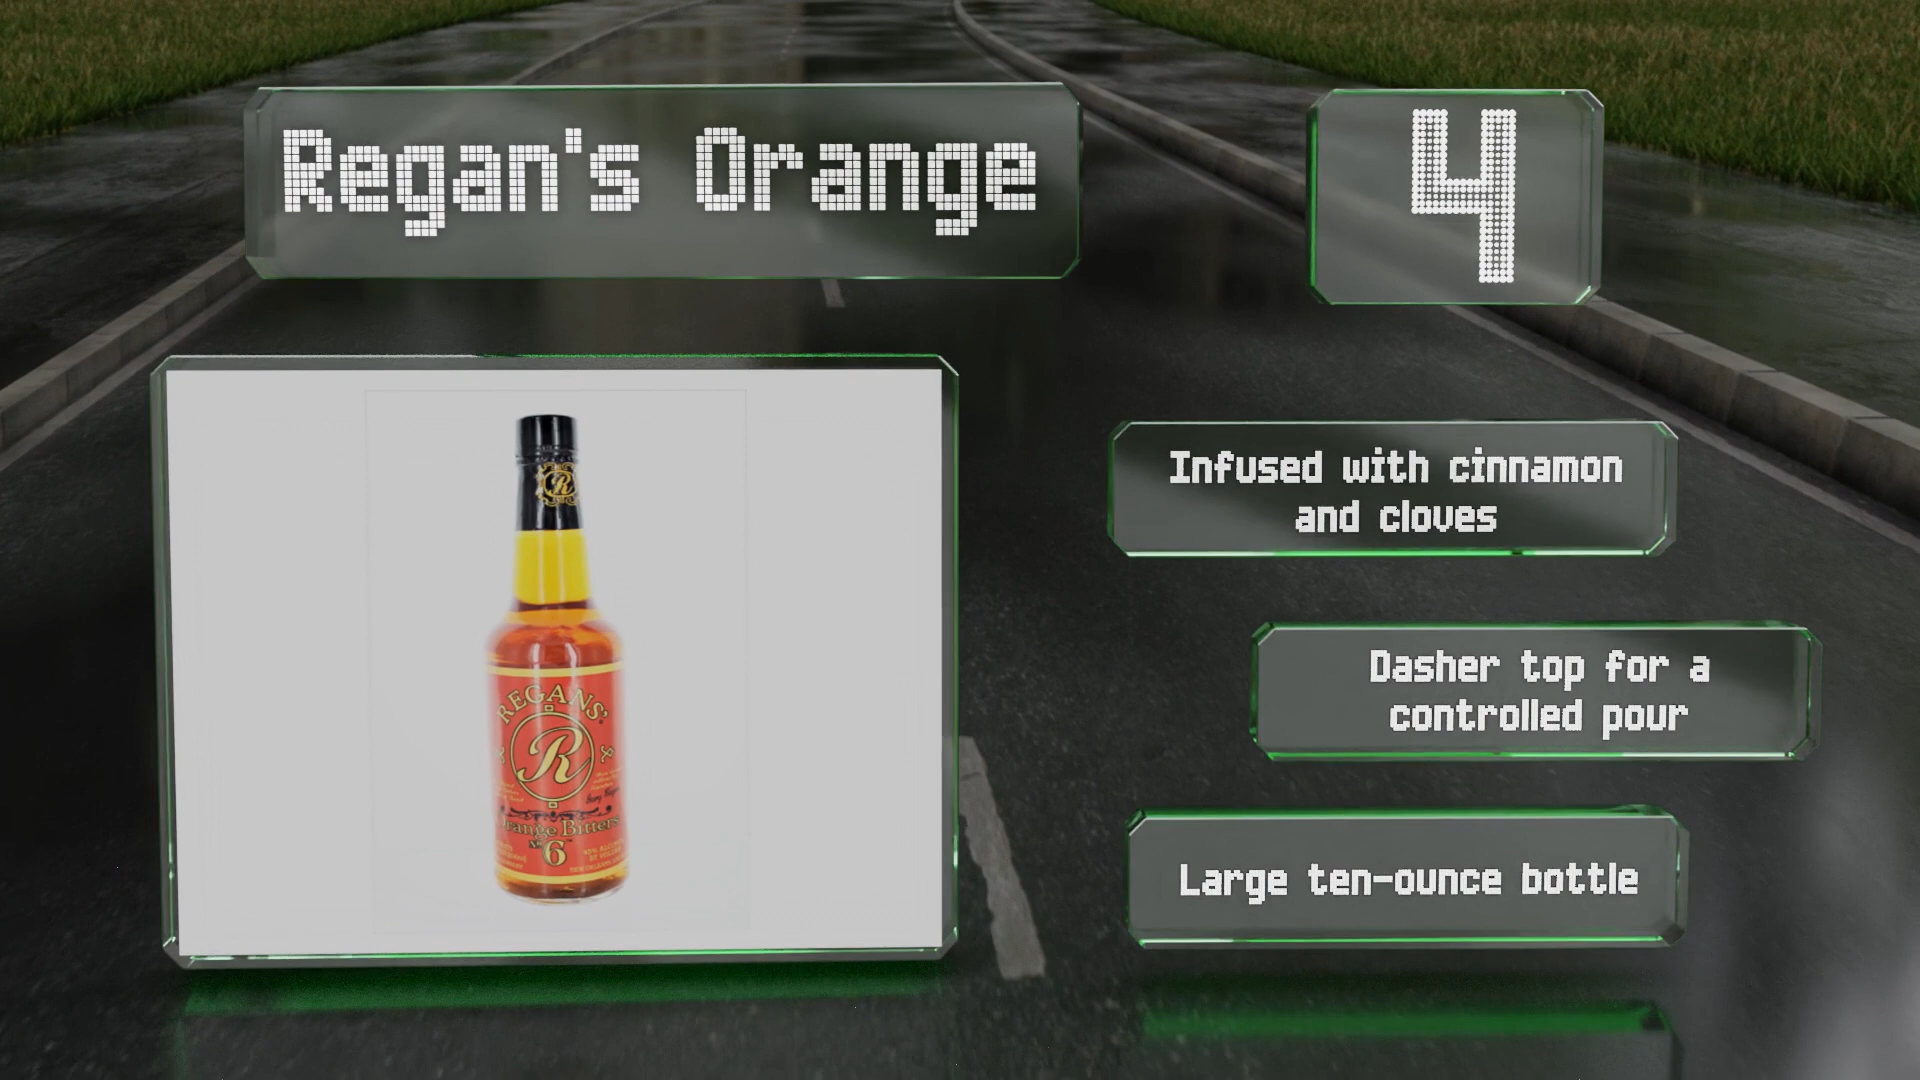 Regan's Orange
4
Infused with cinnamon
and cloves
Dasher top for a
controlled pour
Large ten-ounce bottle
R
REGANS'
R
Orange Bitters
No 6